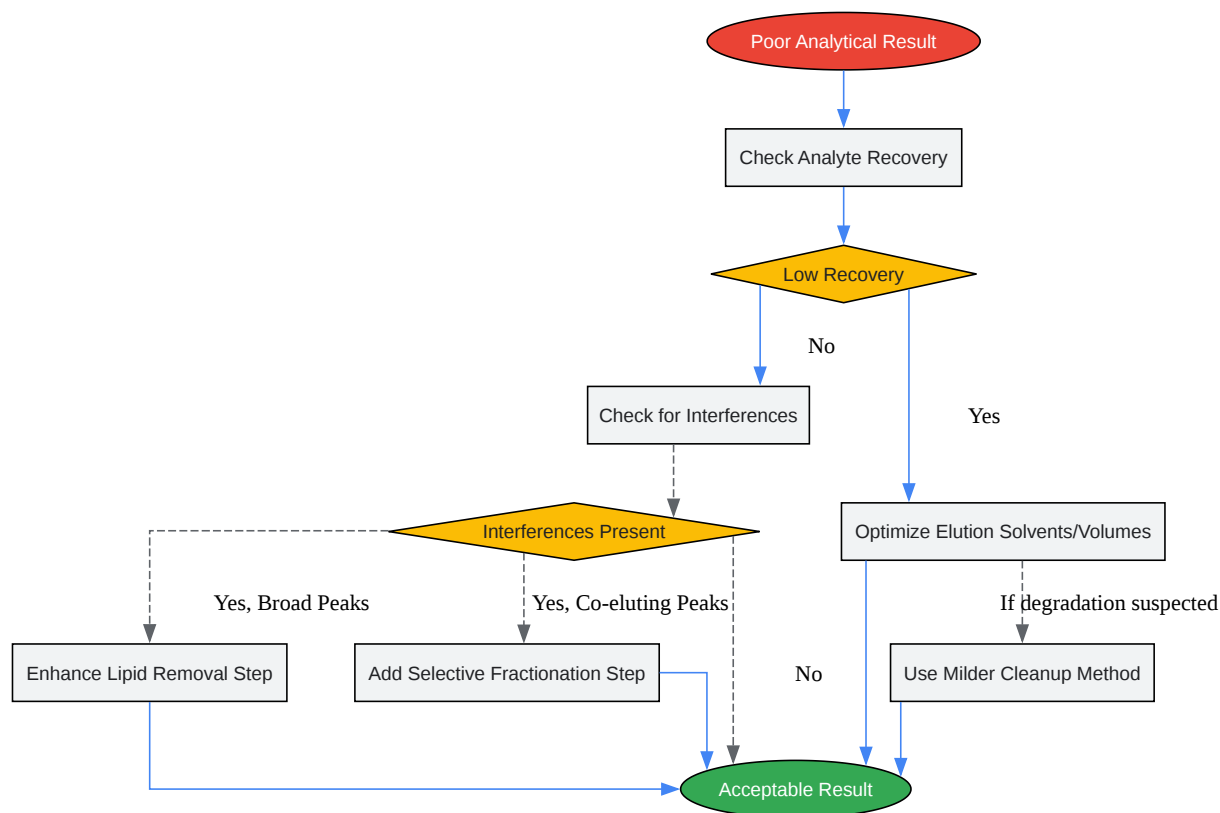 Poor Analytical Result
Check Analyte Recovery
Low Recovery
No
Check for Interferences
Yes
Interferences Present
Optimize Elution Solvents/Volumes
Yes, Broad Peaks
Yes, Co-eluting Peaks
If degradation suspected
Enhance Lipid Removal Step
Add Selective Fractionation Step
No
Use Milder Cleanup Method
Acceptable Result